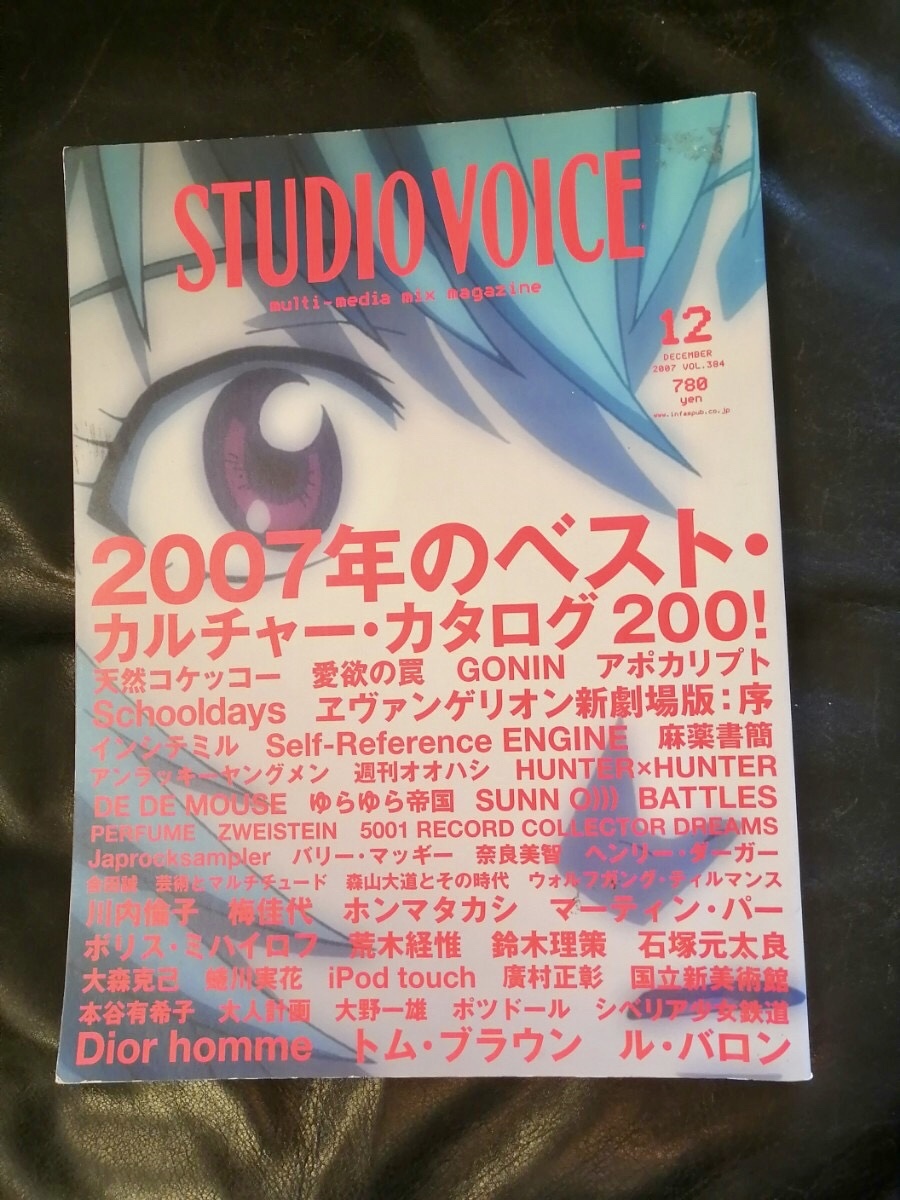 STUDIO VOICE
multi-media mix magazine
12
DECEMBER
2007 VOL.384
780
yen
www.infaspub.co.jp
2007年のベスト・
カルチャー・カタログ 200!
天然コケッコー 愛欲の罠 GONIN アポカリプト
Schooldays ヱヴァンゲリオン新劇場版:序
インシテミル Self-Reference ENGINE 麻薬書簡
アンラッキーヤングメン 週刊オオハシ HUNTER×HUNTER
DE DE MOUSE ゆらゆら帝国 SUNN O))) BATTLES
PERFUME ZWEISTEIN 5001 RECORD COLLECTOR DREAMS
Japrocksampler バリー・マッギー 奈良美智 ヘンリー・ダーガー
芸術とマルチチュード 森山大道とその時代 ウォルフガング・ティルマンス
川内倫子 梅佳代 ホンマタカシ マーティン・パー
ボリス・ミハイロフ 荒木経惟 鈴木理策 石塚元太良
大森克己 蜷川実花 iPod touch 廣村正彰 国立新美術館
本谷有希子 大人計画 大野一雄 ポツドール シベリア少女鉄道
Dior homme トム・ブラウン ル・バロン